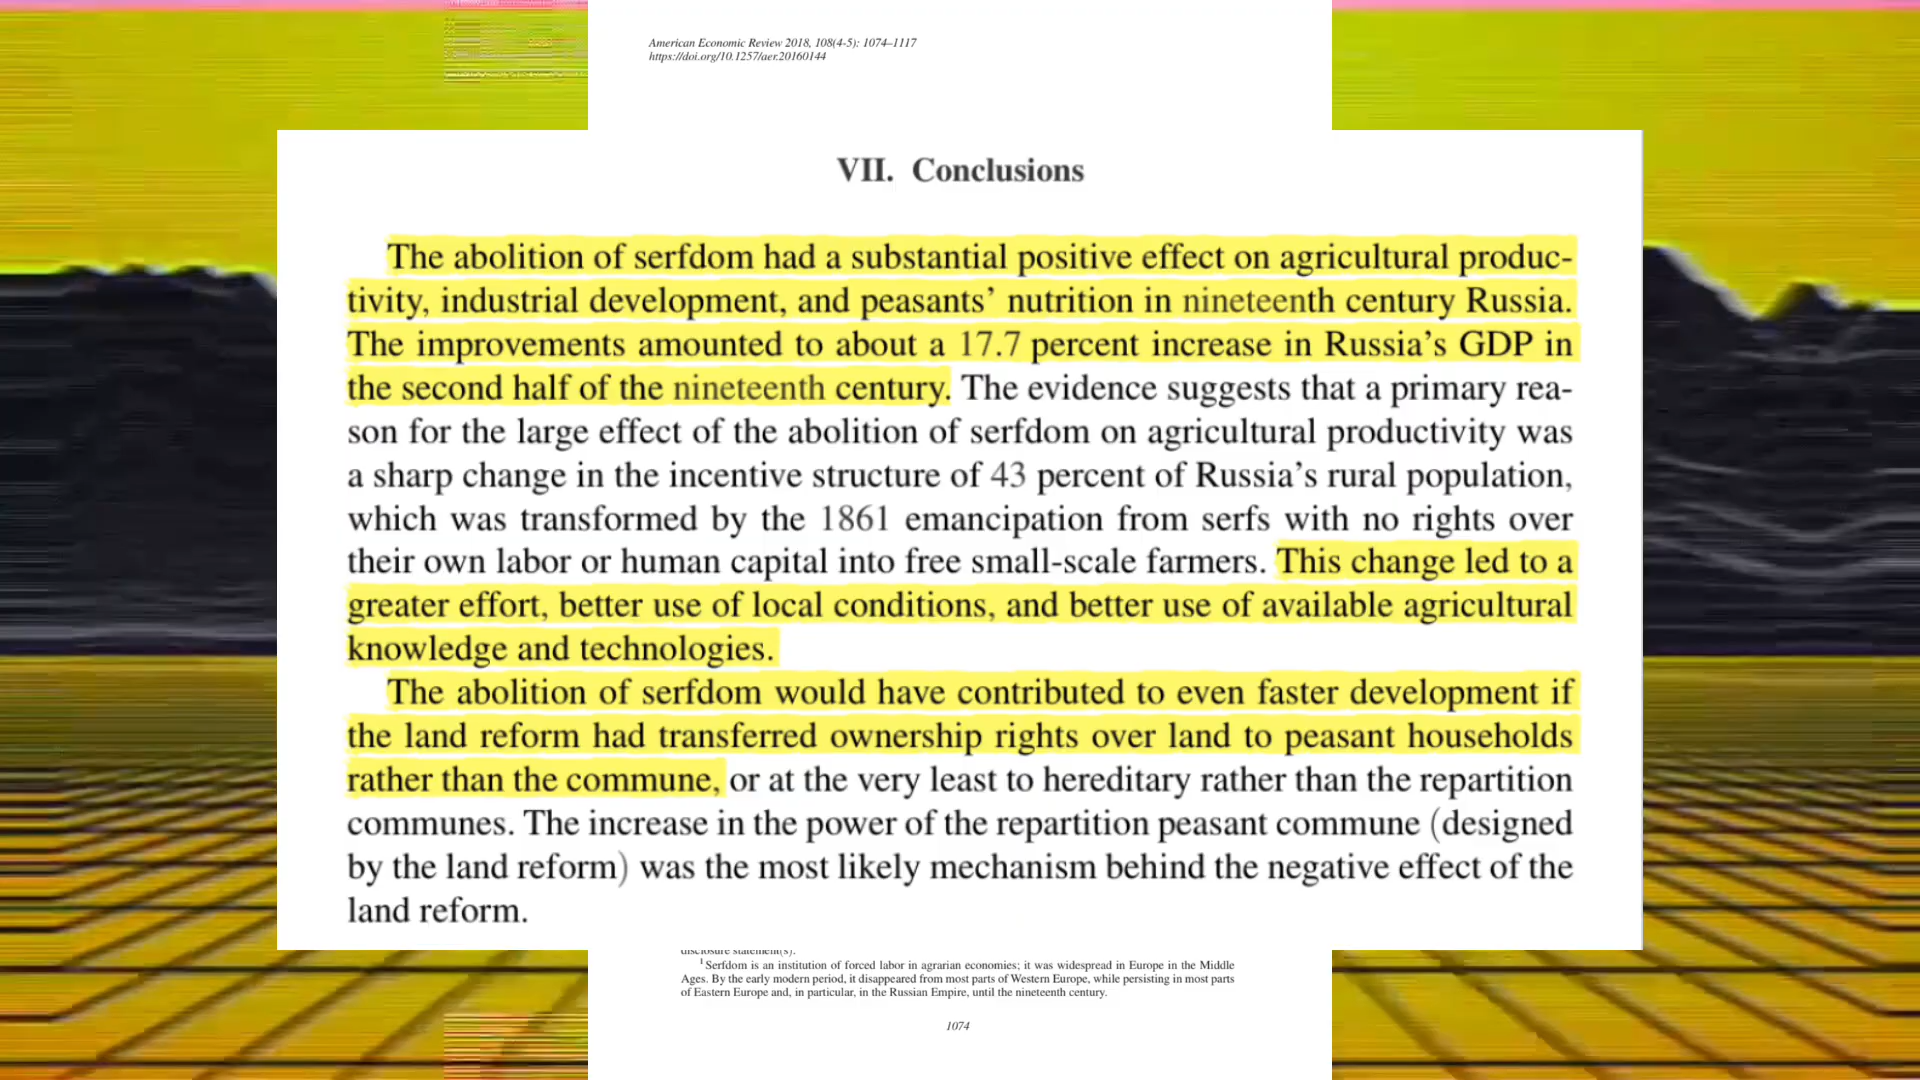 American Economic Review 2018, 108(4-5): 1074–1117
https://doi.org/10.1257/aer.20160144
VII. Conclusions
The abolition of serfdom had a substantial positive effect on agricultural produc-
tivity, industrial development, and peasants’ nutrition in nineteenth century Russia.
The improvements amounted to about a 17.7 percent increase in Russia’s GDP in
the second half of the nineteenth century. The evidence suggests that a primary rea-
son for the large effect of the abolition of serfdom on agricultural productivity was
a sharp change in the incentive structure of 43 percent of Russia’s rural population,
which was transformed by the 1861 emancipation from serfs with no rights over
their own labor or human capital into free small-scale farmers. This change led to a
greater effort, better use of local conditions, and better use of available agricultural
knowledge and technologies.
The abolition of serfdom would have contributed to even faster development if
the land reform had transferred ownership rights over land to peasant households
rather than the commune, or at the very least to hereditary rather than the repartition
communes. The increase in the power of the repartition peasant commune (designed
by the land reform) was the most likely mechanism behind the negative effect of the
land reform.
disclosure statement(s).
1 Serfdom is an institution of forced labor in agrarian economies; it was widespread in Europe in the Middle
Ages. By the early modern period, it disappeared from most parts of Western Europe, while persisting in most parts
of Eastern Europe and, in particular, in the Russian Empire, until the nineteenth century.
1074